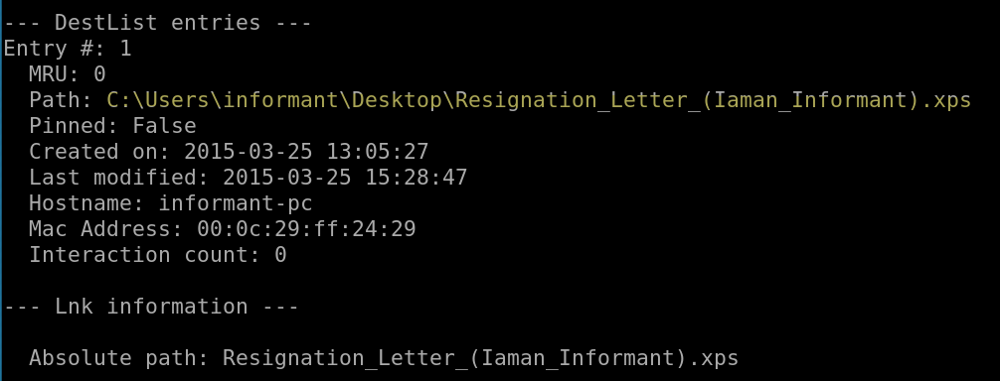 --- DestList entries ---
Entry #: 1
MRU: 0
Path: C:\Users\informant\Desktop\Resignation_Letter_(Iaman_Informant).xps
Pinned: False
Created on: 2015-03-25 13:05:27
Last modified: 2015-03-25 15:28:47
Hostname: informant-pc
Mac Address: 00:0c:29:ff:24:29
Interaction count: 0
--- Lnk information ---
Absolute path: Resignation_Letter_(Iaman_Informant).xps